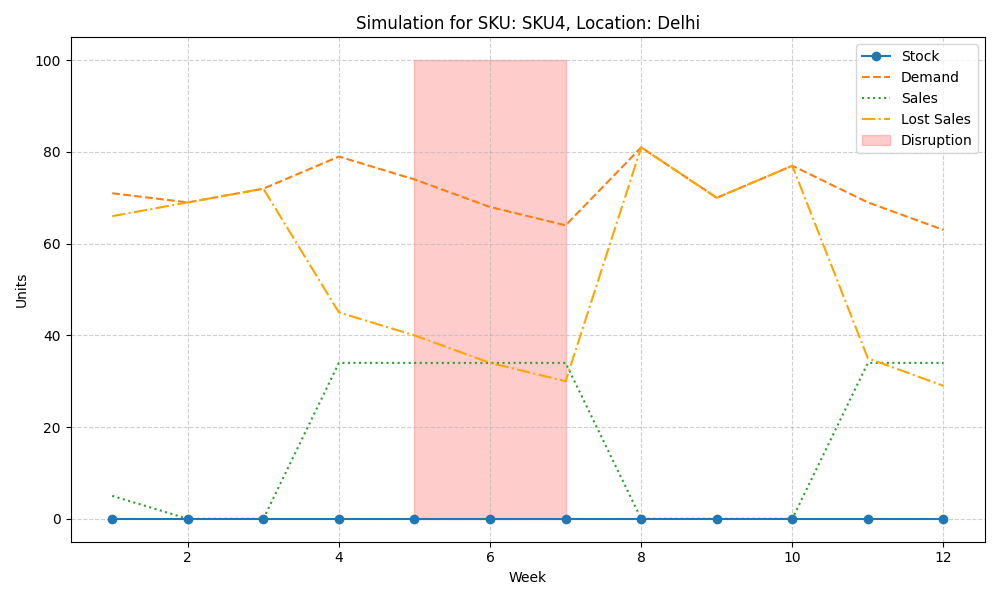 Simulation for SKU: SKU4, Location: Delhi
Stock
Demand
Sales
Lost Sales
Disruption
Units
100
80
60
40
20
0
2
4
6
8
10
12
Week